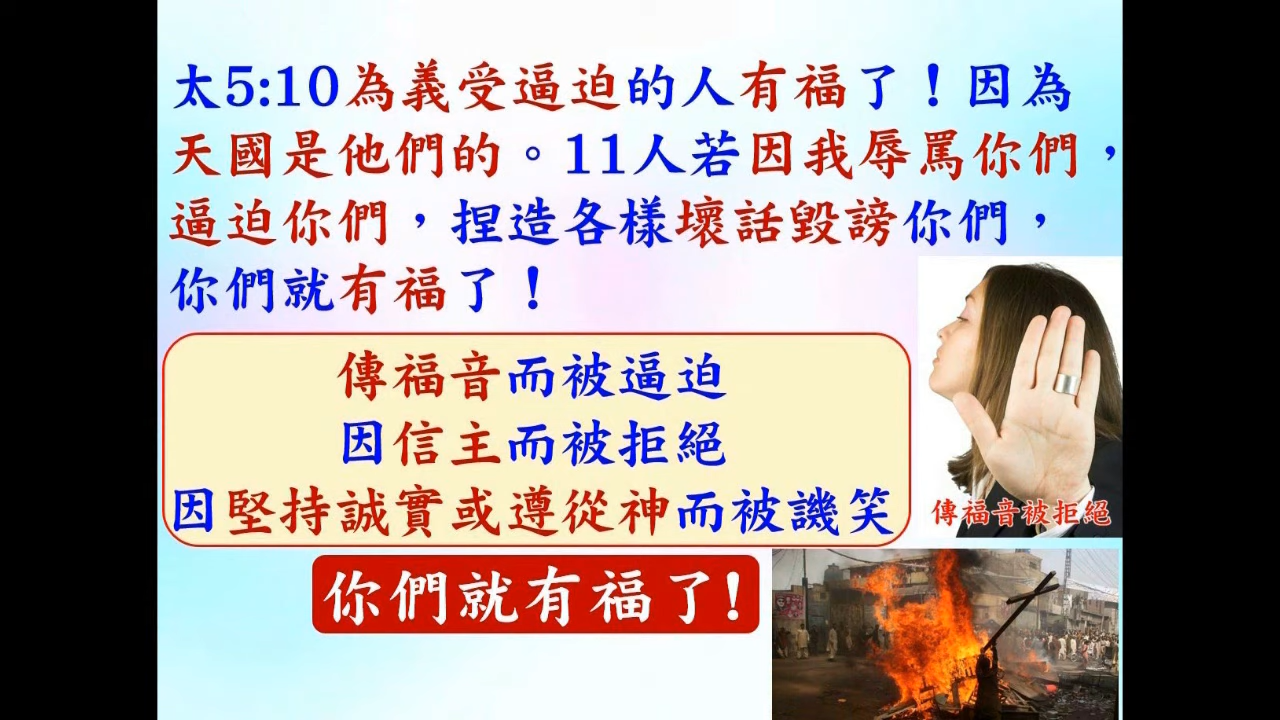 太5:10為義受逼迫的人有福了！因為
天國是他們的。11人若因我辱罵你們，
逼迫你們，捏造各樣壞話毀謗你們，
你們就有福了！
傳福音而被逼迫
因信主而被拒絕
因堅持誠實或遵從神而被譏笑
傳福音被拒絕
你們就有福了!